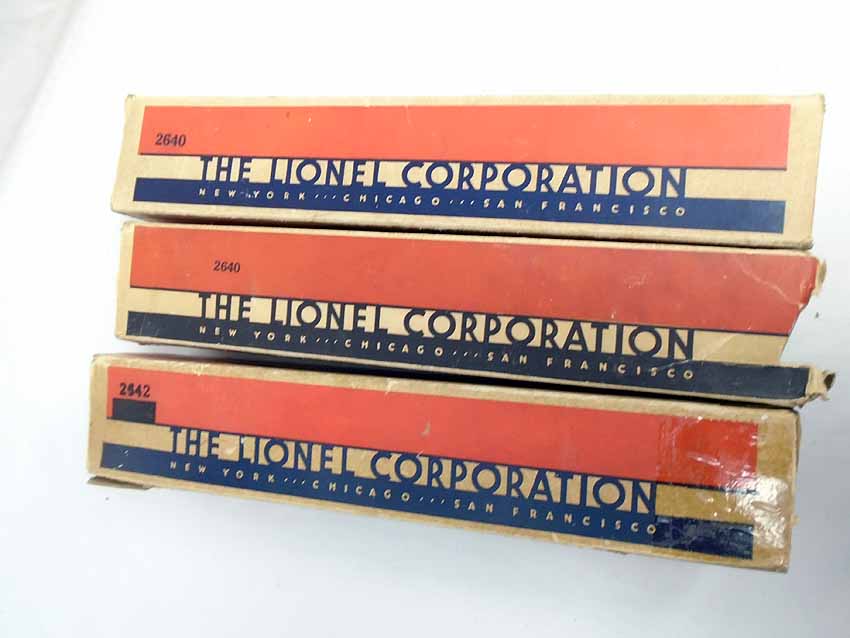 2640
THE LIONEL CORPORATION
NEW YORK ··· CHICAGO ··· SAN FRANCISCO
2640
THE LIONEL CORPORATION
NEW YORK ··· CHICAGO ··· SAN FRANCISCO
2642
THE LIONEL CORPORATION
NEW YORK ··· CHICAGO ··· SAN FRANCISCO